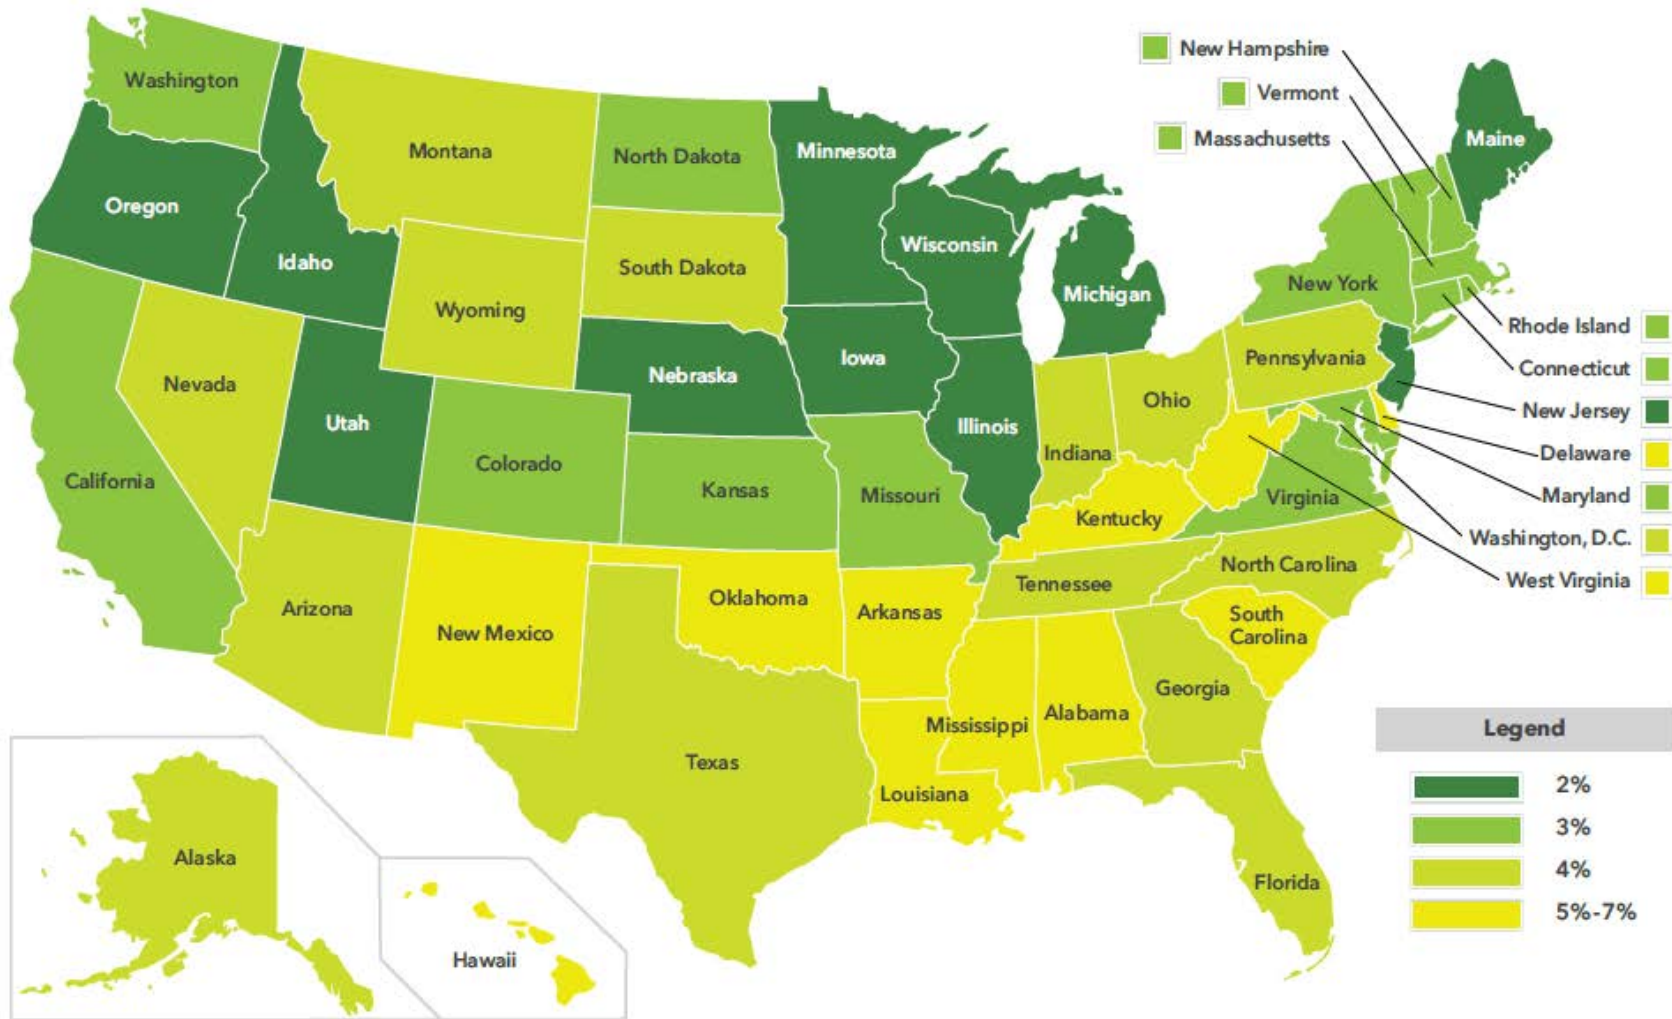 New Hampshire
Vermont
Massachusetts
Maine
Washington
Montana
North Dakota
Minnesota
Oregon
Idaho
Wisconsin
South Dakota
Wyoming
Michigan
New York
Rhode Island
Connecticut
New Jersey
Delaware
Maryland
Washington, D.C.
West Virginia
Nevada
Utah
Nebraska
Iowa
Illinois
Indiana
Ohio
Pennsylvania
California
Colorado
Kansas
Missouri
Kentucky
Virginia
Arizona
New Mexico
Oklahoma
Arkansas
Tennessee
North Carolina
South
Carolina
Texas
Louisiana
Mississippi
Alabama
Georgia
Florida
Alaska
Hawaii
Legend
2%
3%
4%
5%-7%